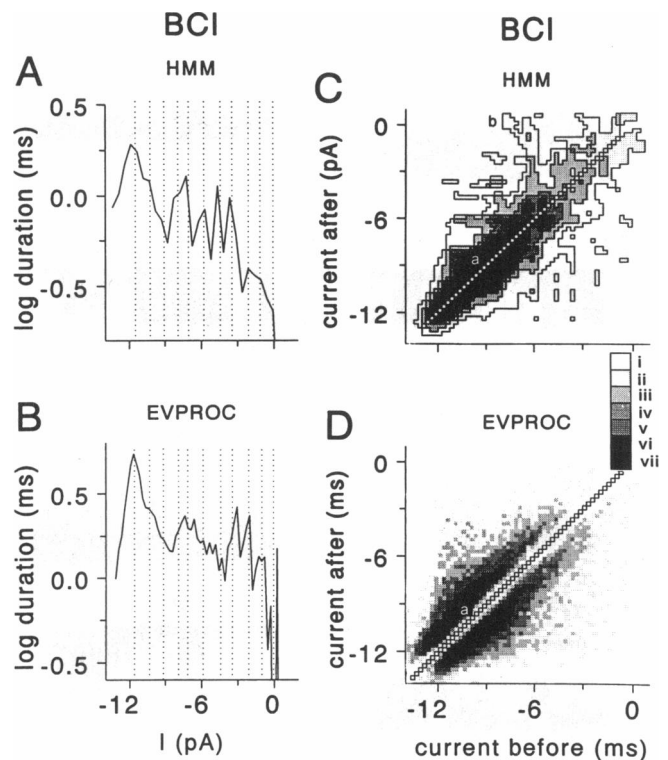 BCI
A
HMM
log duration (ms)
0.5
0.0
-0.5
B
EVPROC
log duration (ms)
0.5
0.0
-0.5
-12
-6
0
I (pA)
BCI
C
HMM
current after (pA)
0
-6
-12
b
a
i
ii
iii
iv
v
vi
vii
D
EVPROC
current after (ms)
0
-6
-12
a
-12
-6
0
current before (ms)